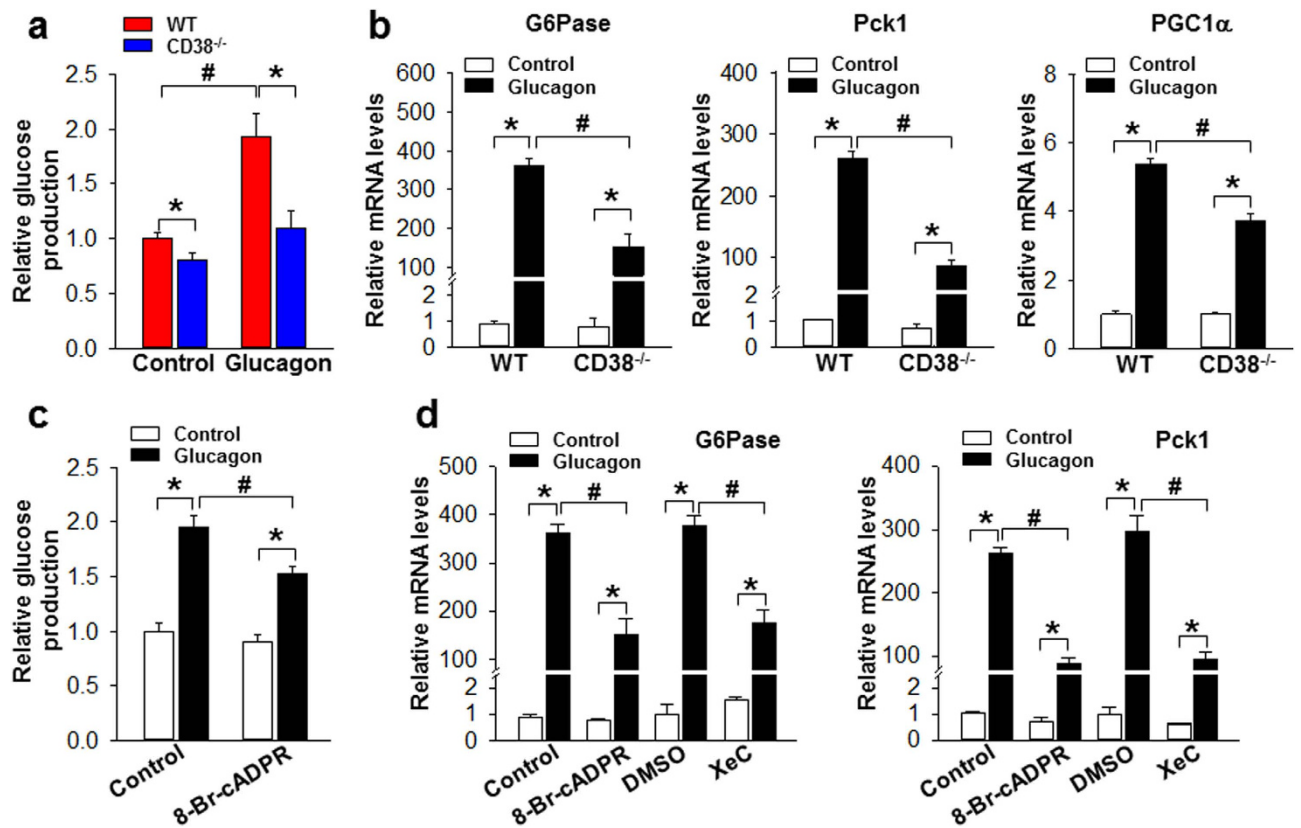 a
WT
CD38-/-
Relative glucose
production
2.5
2.0
1.5
1.0
0.5
0.0
#
*
*
Control Glucagon
b
G6Pase
Control
Glucagon
Relative mRNA levels
600
500
400
300
200
100
2
1
0
*
#
*
WT CD38-/-
Pck1
Control
Glucagon
Relative mRNA levels
400
300
200
100
2
1
0
*
#
*
WT CD38-/-
PGC1α
Control
Glucagon
Relative mRNA levels
8
6
4
2
0
*
#
*
WT CD38-/-
c
Control
Glucagon
Relative glucose
production
2.5
2.0
1.5
1.0
0.5
0.0
*
#
*
Control
8-Br-cADPR
d
G6Pase
Control
Glucagon
Relative mRNA levels
500
400
300
200
100
2
1
0
*
#
*
*
#
*
Control
8-Br-cADPR
DMSO
XeC
Pck1
Control
Glucagon
Relative mRNA levels
400
300
200
100
2
1
0
*
#
*
*
#
*
Control
8-Br-cADPR
DMSO
XeC